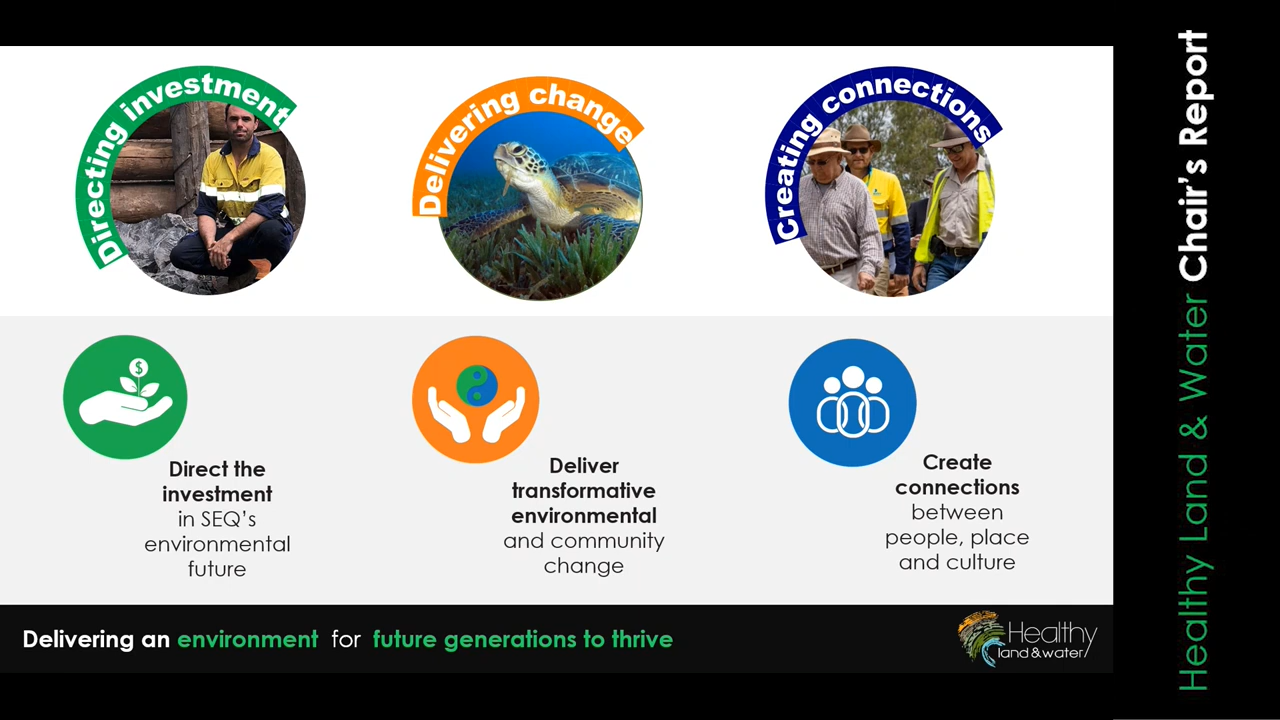 Directing investment
Delivering change
Creating connections
$
Direct the
investment
in SEQ's
environmental
future
Deliver
transformative
environmental
and community
change
Create
connections
between
people, place
and culture
Delivering an environment for future generations to thrive
Healthy
land & water
Healthy Land & Water Chair's Report